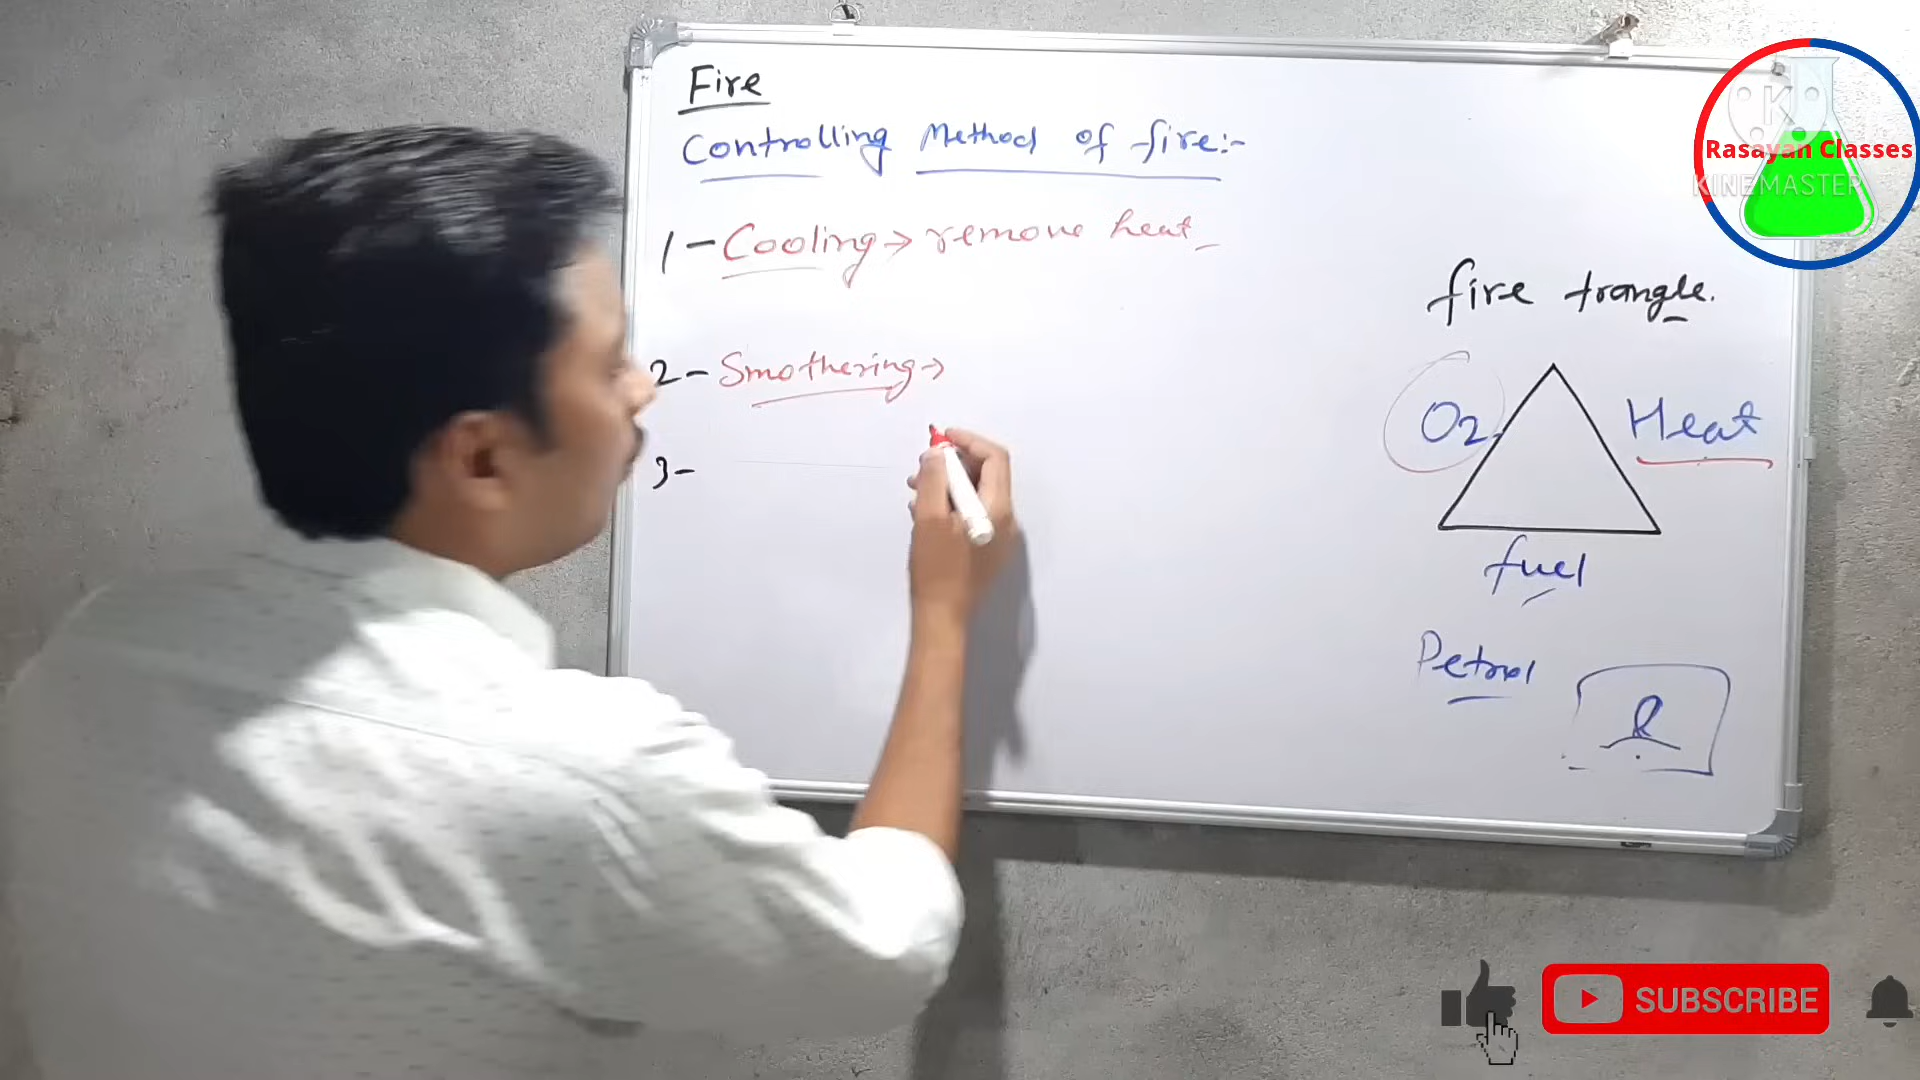 Fire
Controlling Method of fire:-
1- Cooling → remove heat
2- Smothering →
3-
fire trangle.
O2
Heat
fuel
Petrol
Rasayan Classes
KINEMASTER
K
SUBSCRIBE